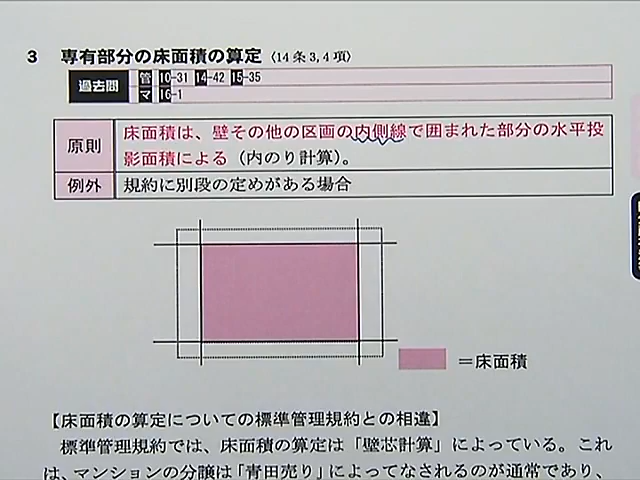 3 専有部分の床面積の算定〈14条3,4項〉
過去問
管 10-31 14-42 15-35
マ 16-1
原則
床面積は、壁その他の区画の内側線で囲まれた部分の水平投
影面積による（内のり計算）。
例外 規約に別段の定めがある場合
＝床面積
【床面積の算定についての標準管理規約との相違】
標準管理規約では、床面積の算定は「壁芯計算」によっている。これ
は、マンションの分譲は「青田売り」によってなされるのが通常であり、